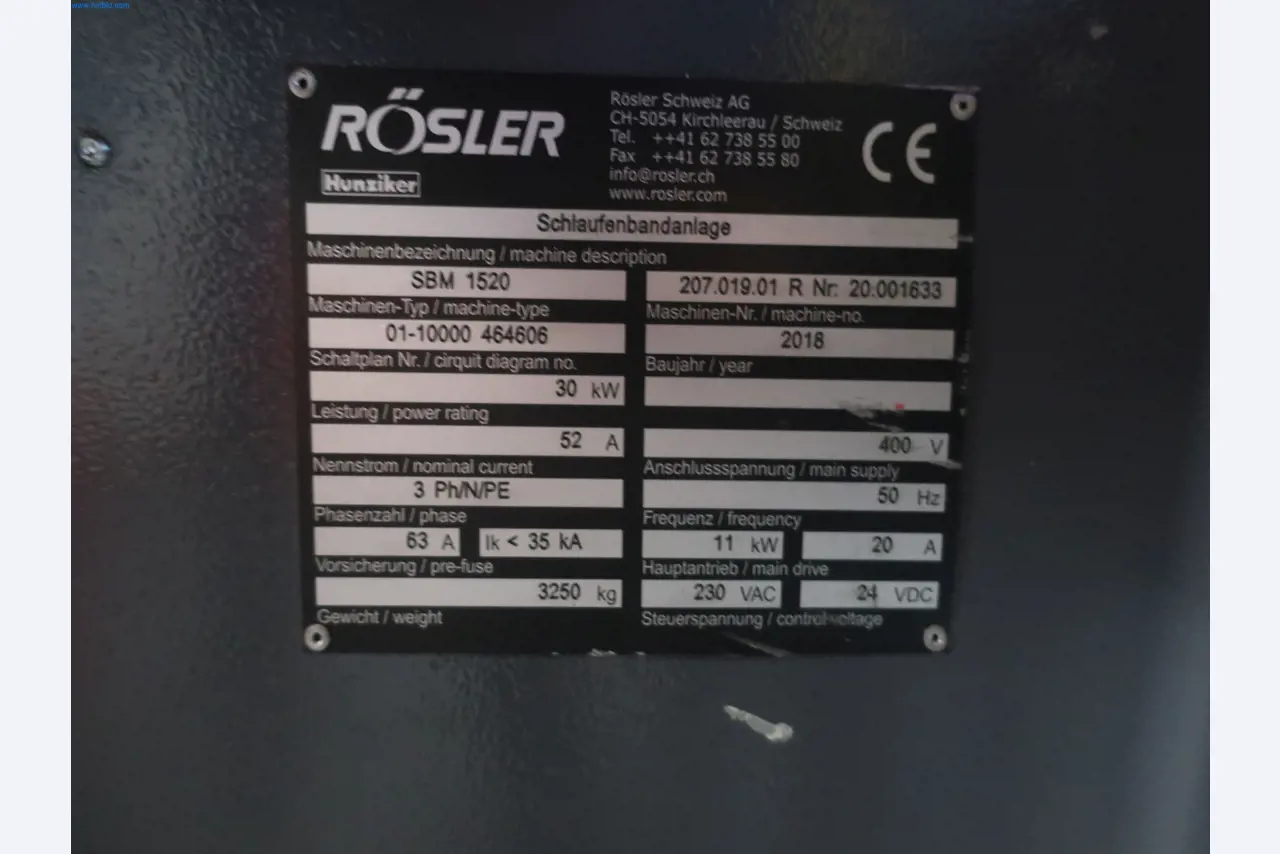 RÖSLER
Hunziker
Rösler Schweiz AG
CH-5054 Kirchleerau / Schweiz
Tel. ++41 62 738 55 00
Fax ++41 62 738 55 80
info@rosler.ch
www.rosler.com
CE
Schlaufenbandanlage
Maschinenbezeichnung / machine description
SBM 1520
207.019.01 R Nr: 20.001633
Maschinen-Typ / machine-type
Maschinen-Nr. / machine-no.
01-10000 464606
2018
Schaltplan Nr. / cirquit diagram no.
Baujahr / year
30 kW
Leistung / power rating
52 A
400 V
Nennstrom / nominal current
Anschlussspannung / main supply
3 Ph/N/PE
50 Hz
Phasenzahl / phase
Frequenz / frequency
63 A
Ik < 35 kA
11 kW
20 A
Vorsicherung / pre-fuse
Hauptantrieb / main drive
3250 kg
230 VAC
24 VDC
Gewicht / weight
Steuerspannung / control voltage